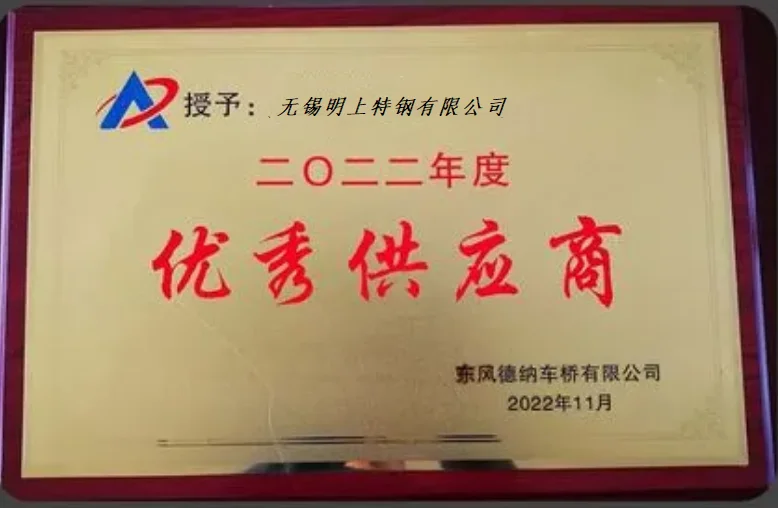 授予：无锡明上特钢有限公司
二〇二二年度
优秀供应商
东风德纳车桥有限公司
2022年11月